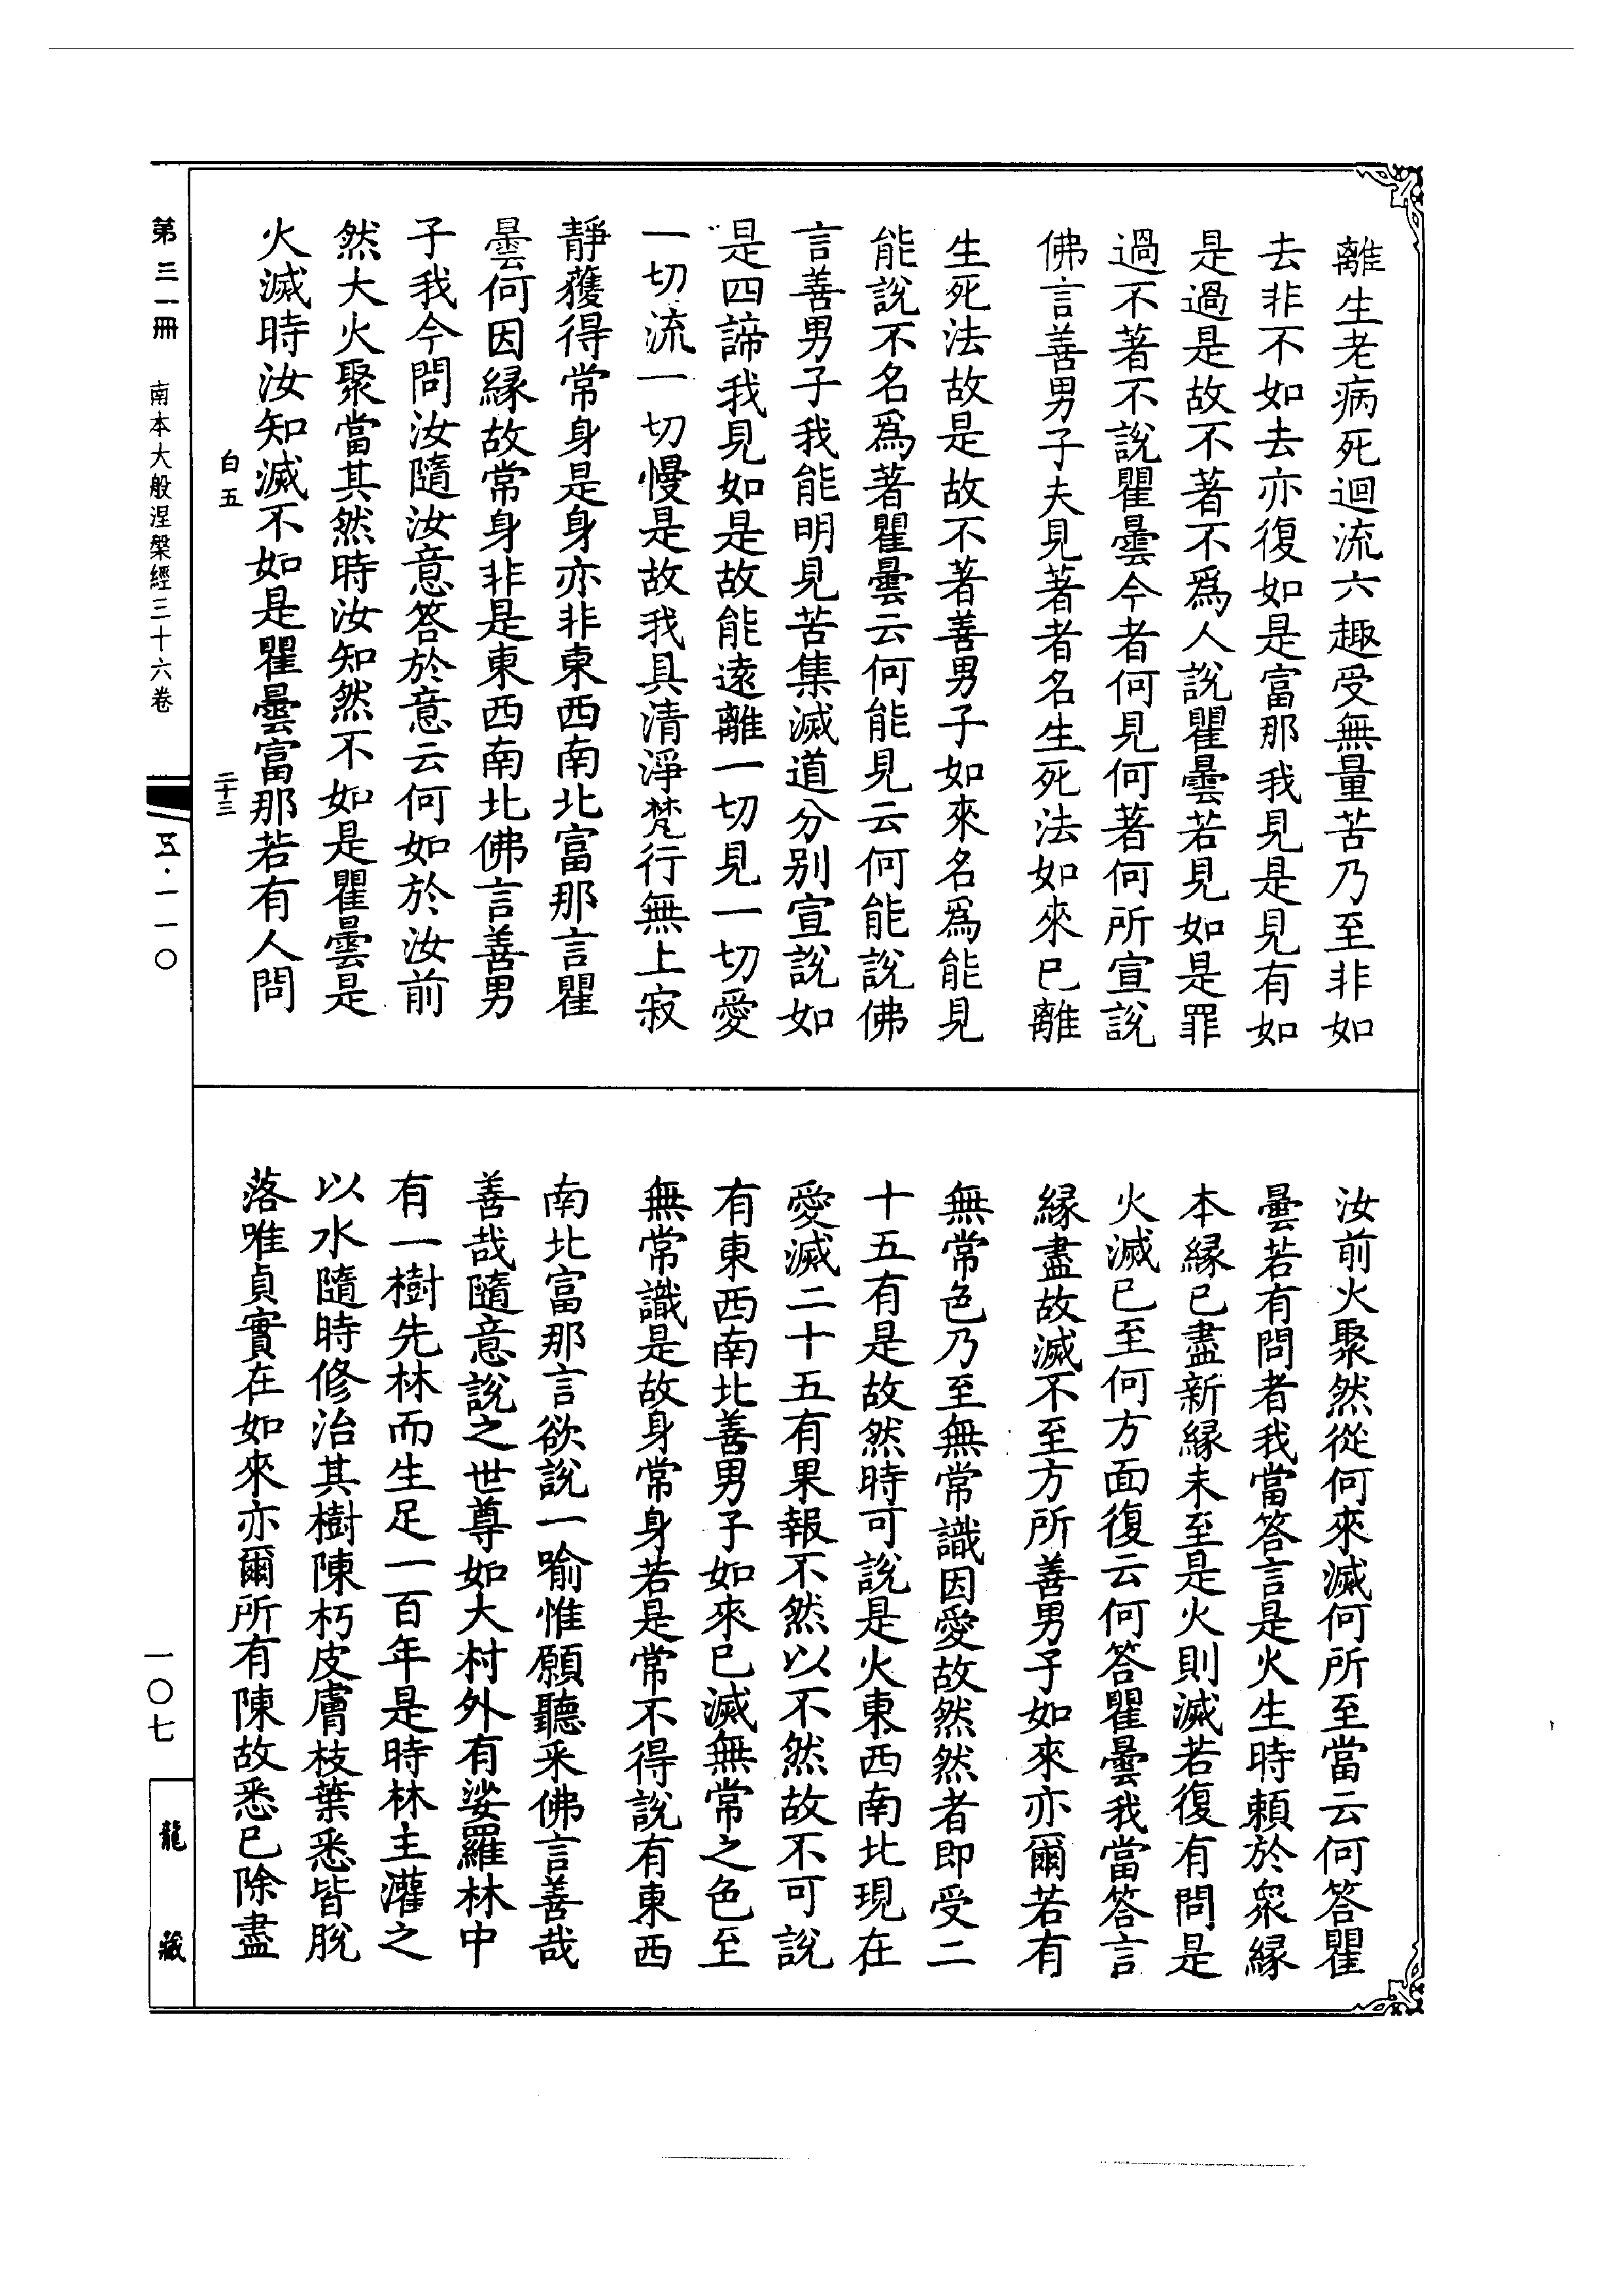 離生老病死迴流六趣受無量苦乃至非如
去非不如去亦復如是富那我見是見有如
是過是故不著不爲人說瞿曇若見如是罪
過不著不說瞿曇今者何見何著何所宣說
佛言善男子夫見著者名生死法如來已離
生死法故是故不著善男子如來名爲能見
能說不名爲著瞿曇云何能見云何能說佛
言善男子我能明見苦集滅道分別宣說如
是四諦我見如是故能遠離一切見一切愛
一切流一切慢是故我具清淨梵行無上寂
靜獲得常身是身亦非東西南北富那言瞿
曇何因緣故常身非是東西南北佛言善男
子我今問汝隨汝意答於意云何如於汝前
然大火聚當其然時汝知然不如是瞿曇是
火滅時汝知滅不如是瞿曇富那若有人問
汝前火聚然從何來滅何所至當云何答瞿
曇若有問者我當答言是火生時賴於衆緣
本緣已盡新緣未至是火則滅若復有問是
火滅已至何方面復云何答瞿曇我當答言
緣盡故滅不至方所善男子如來亦爾若有
無常色乃至無常識因愛故然然者即受二
十五有是故然時可說是火東西南北現在
愛滅二十五有果報不然以不然故不可說
有東西南北善男子如來已滅無常之色至
無常識是故身常身若是常不得說有東西
南北富那言欲說一喻惟願聽采佛言善哉
善哉隨意說之世尊如大村外有娑羅林中
有一樹先林而生足一百年是時林主灌之
以水隨時修治其樹陳朽皮膚枝葉悉皆脫
落唯貞實在如來亦爾所有陳故悉已除盡
白五
二十三
第三一冊 南本大般涅槃經三十六卷
五·一一〇
一〇七
龍藏